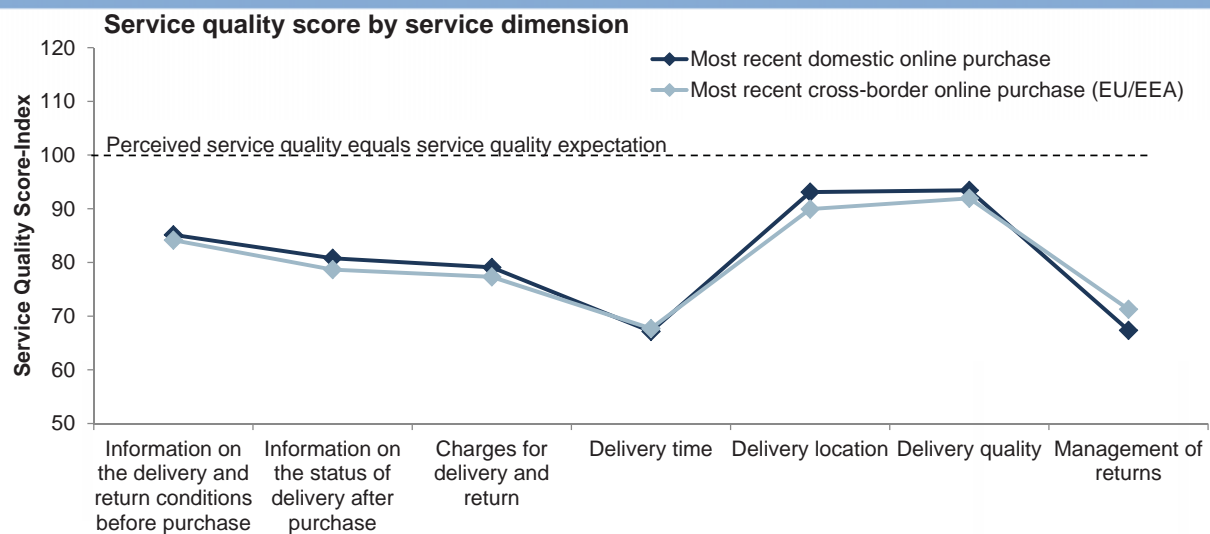 Service quality score by service dimension
120
110
100
90
80
70
60
50
Service Quality Score-Index
Most recent domestic online purchase
Most recent cross-border online purchase (EU/EEA)
Perceived service quality equals service quality expectation
Information on
the delivery and
return conditions
before purchase
Information on
the status of
delivery after
purchase
Charges for
delivery and
return
Delivery time
Delivery location
Delivery quality
Management of
returns